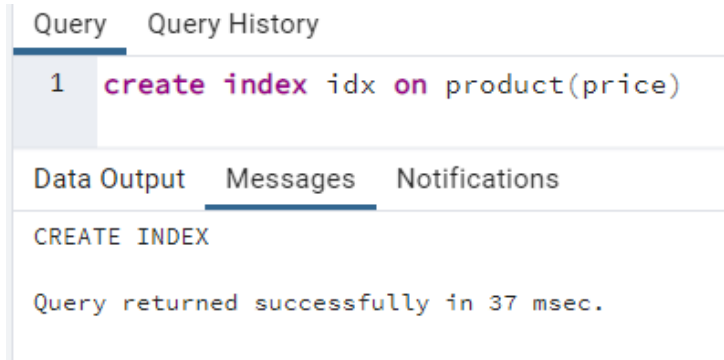 Query Query History
1 create index idx on product(price)
Data Output Messages Notifications
CREATE INDEX
Query returned successfully in 37 msec.